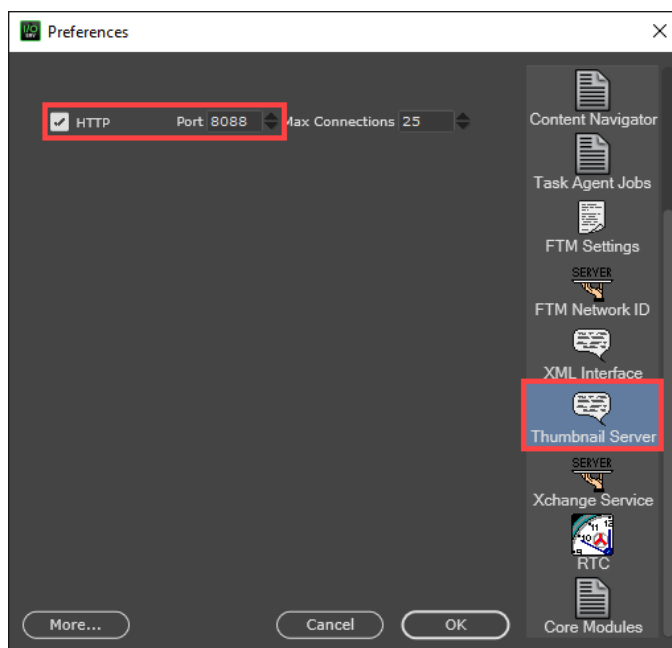 I/O
SRV
Preferences
HTTP Port 8088 Max Connections 25
Content Navigator
Task Agent Jobs
FTM Settings
SERVER
FTM Network ID
XML Interface
Thumbnail Server
SERVER
Xchange Service
RTC
Core Modules
More... Cancel OK